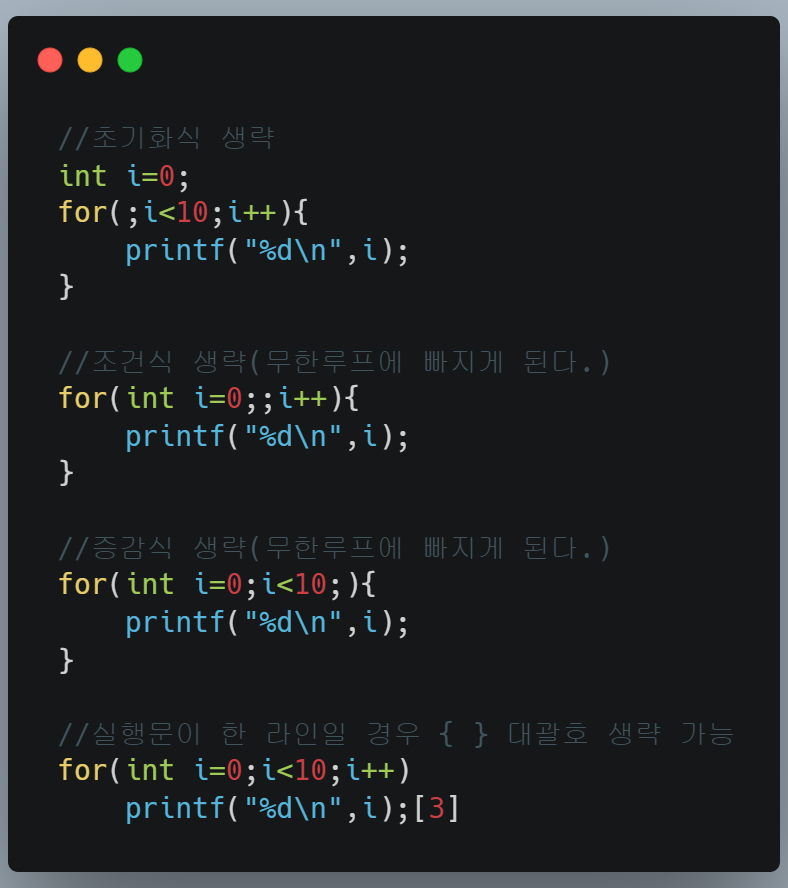 //초기화식 생략
int i=0;
for(;i<10;i++){
    printf("%d\n",i);
}
//조건식 생략(무한루프에 빠지게 된다.)
for(int i=0;;i++){
    printf("%d\n",i);
}
//증감식 생략(무한루프에 빠지게 된다.)
for(int i=0;i<10;){
    printf("%d\n",i);
}
//실행문이 한 라인일 경우 { } 대괄호 생략 가능
for(int i=0;i<10;i++)
    printf("%d\n",i);[3]